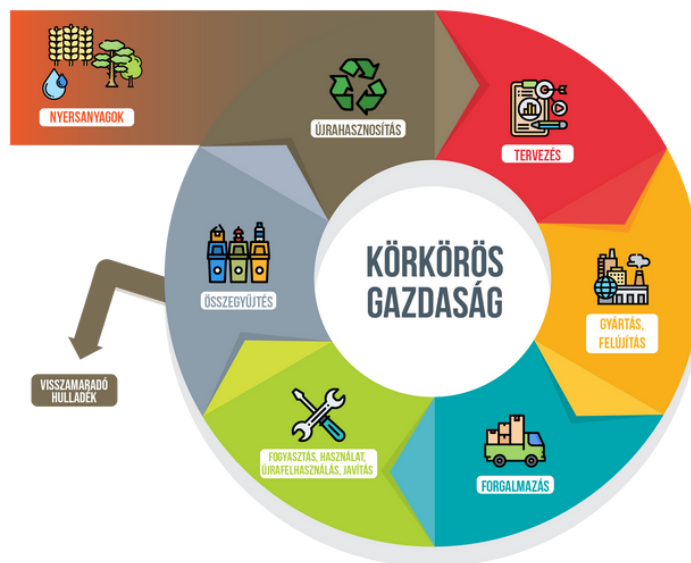 NYERSANYAGOK
ÚJRAHASZNOSÍTÁS
TERVEZÉS
KÖRKÖRÖS
GAZDASÁG
GYÁRTÁS,
FELÚJÍTÁS
ÖSSZEGYŰJTÉS
VISSZAMARADÓ
HULLADÉK
FOGYASZTÁS, HASZNÁLAT,
ÚJRAFELHASZNÁLÁS, JAVÍTÁS
FORGALMAZÁS